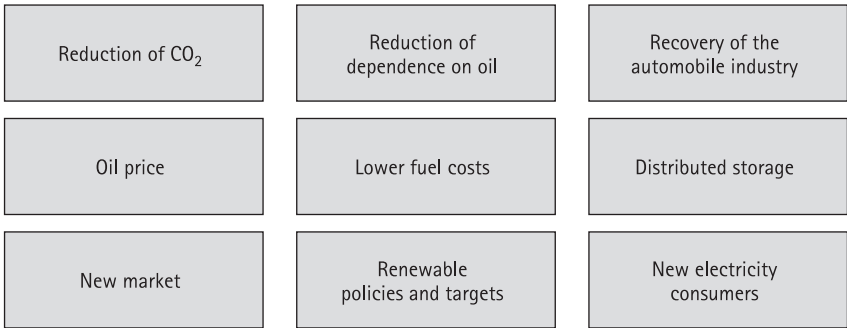 Reduction of CO₂
Reduction of
dependence on oil
Recovery of the
automobile industry
Oil price
Lower fuel costs
Distributed storage
New market
Renewable
policies and targets
New electricity
consumers